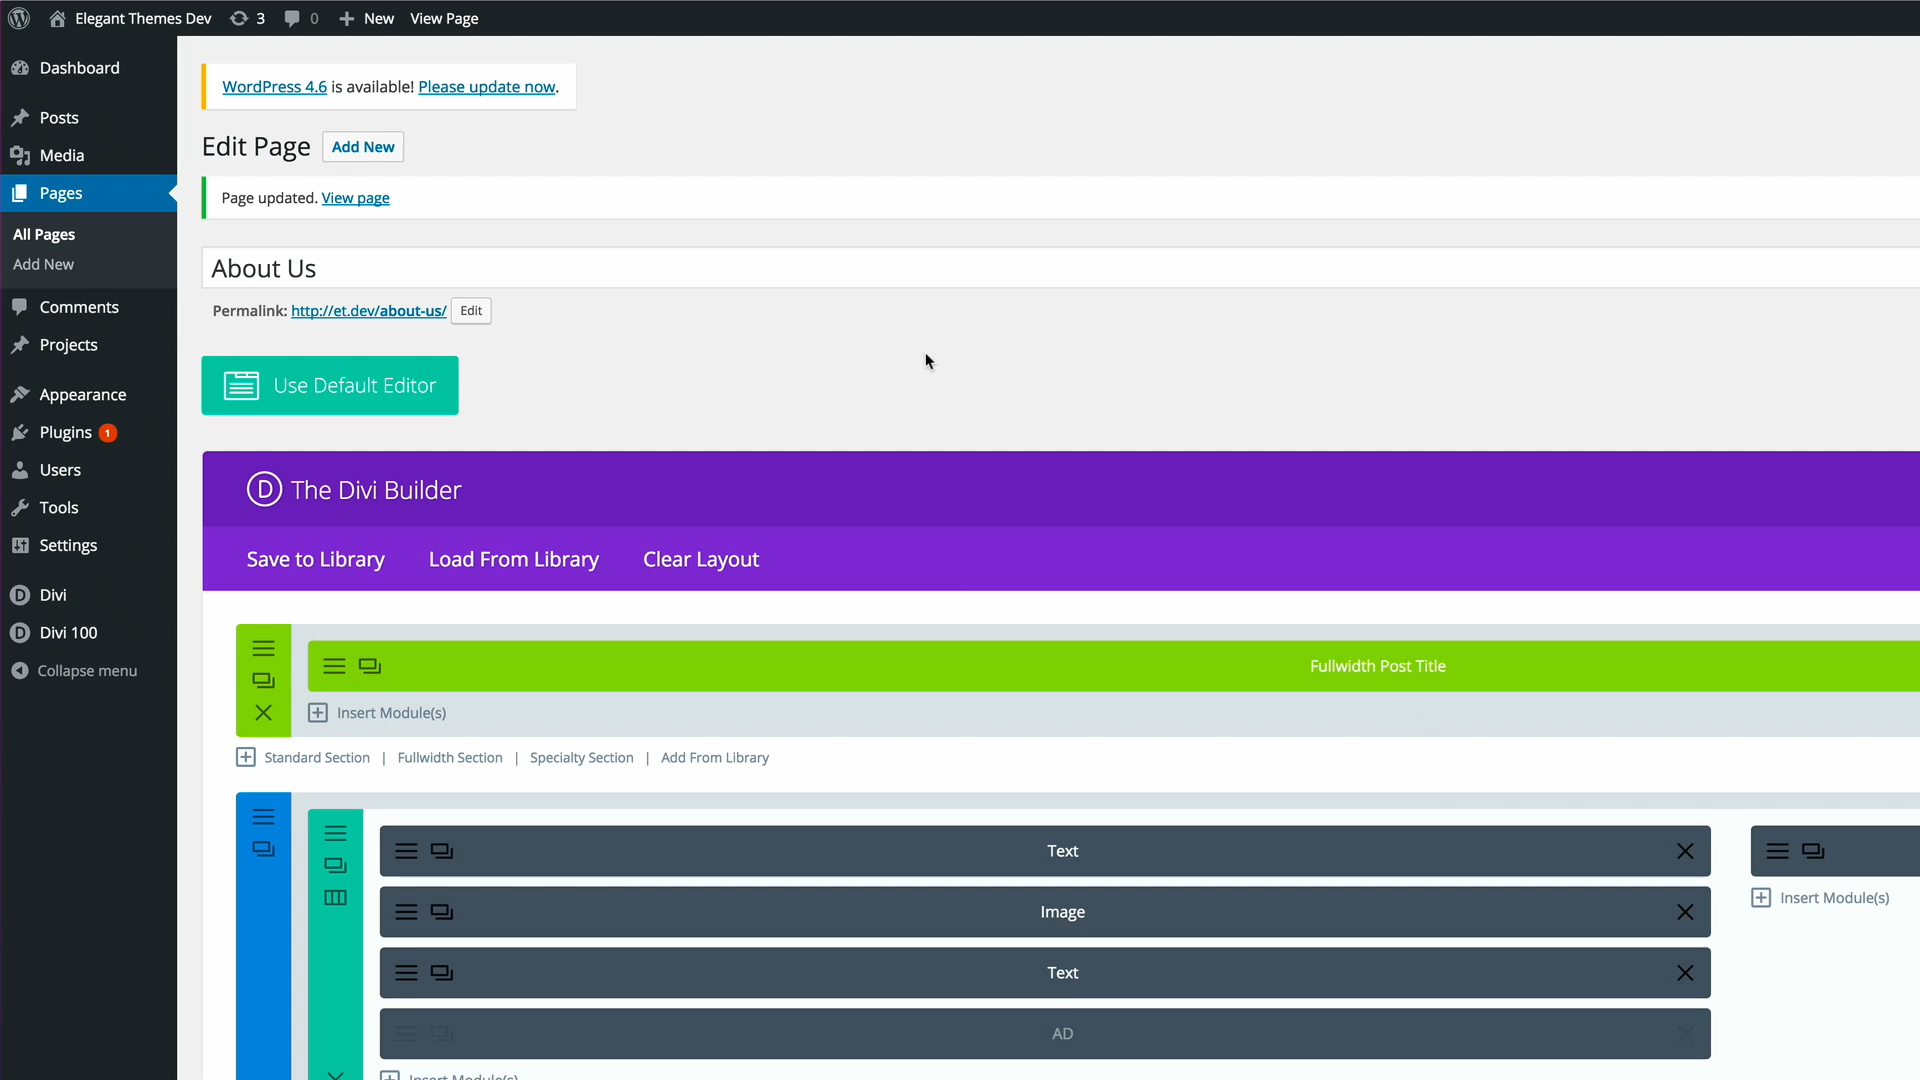 Elegant Themes Dev 3 0 New View Page
Dashboard
Posts
Media
Pages
All Pages
Add New
Comments
Projects
Appearance
Plugins 1
Users
Tools
Settings
Divi
Divi 100
Collapse menu
WordPress 4.6 is available! Please update now.
Edit Page Add New
Page updated. View page
About Us
Permalink: http://et.dev/about-us/ Edit
Use Default Editor
D The Divi Builder
Save to Library Load From Library Clear Layout
Fullwidth Post Title
Insert Module(s)
Standard Section | Fullwidth Section | Specialty Section | Add From Library
Text
Image
Text
AD
Insert Module(s)
Insert Module(s)